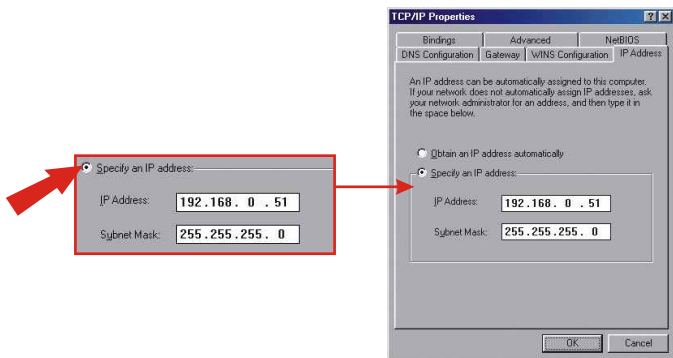 Specify an IP address:
IP Address: 192.168. 0 . 51
Subnet Mask: 255.255.255. 0
TCP/IP Properties
Bindings Advanced NetBIOS
DNS Configuration Gateway WINS Configuration IP Address
An IP address can be automatically assigned to this computer.
If your network does not automatically assign IP addresses, ask
your network administrator for an address, and then type it in
the space below.
Obtain an IP address automatically
Specify an IP address:
IP Address: 192.168. 0 . 51
Subnet Mask: 255.255.255. 0
OK Cancel